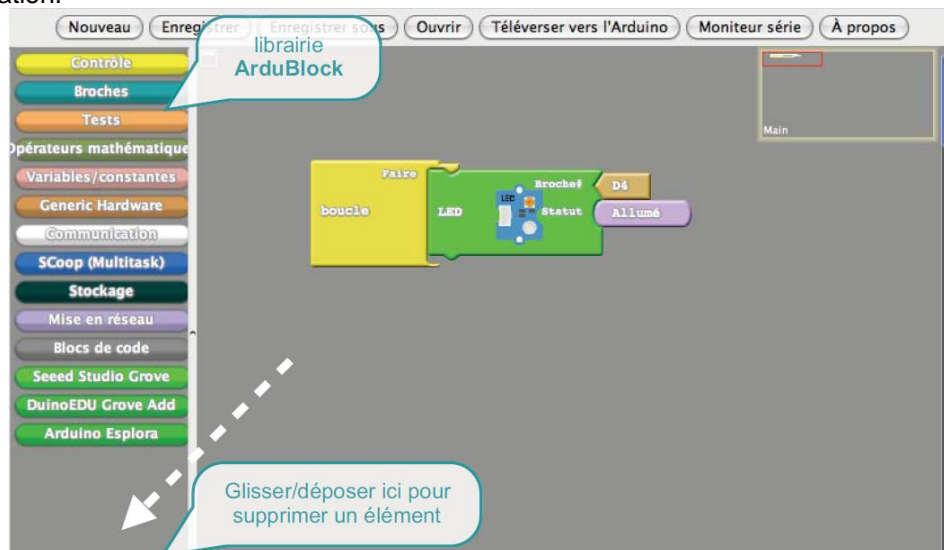 Nouveau Enregistrer Enregistrer sous Ouvrir Téléverser vers l'Arduino Moniteur série À propos
librairie
ArduBlock
Contrôle
Broches
Tests
pérateurs mathématique
Variables/constantes
Generic Hardware
Communication
SCoop (Multitask)
Stockage
Mise en réseau
Blocs de code
Seeed Studio Grove
DuinoEDU Grove Add
Arduino Esplora
Main
Faire
boucle
LED
LED
Broche#
D4
Statut
Allumé
Glisser/déposer ici pour
supprimer un élément